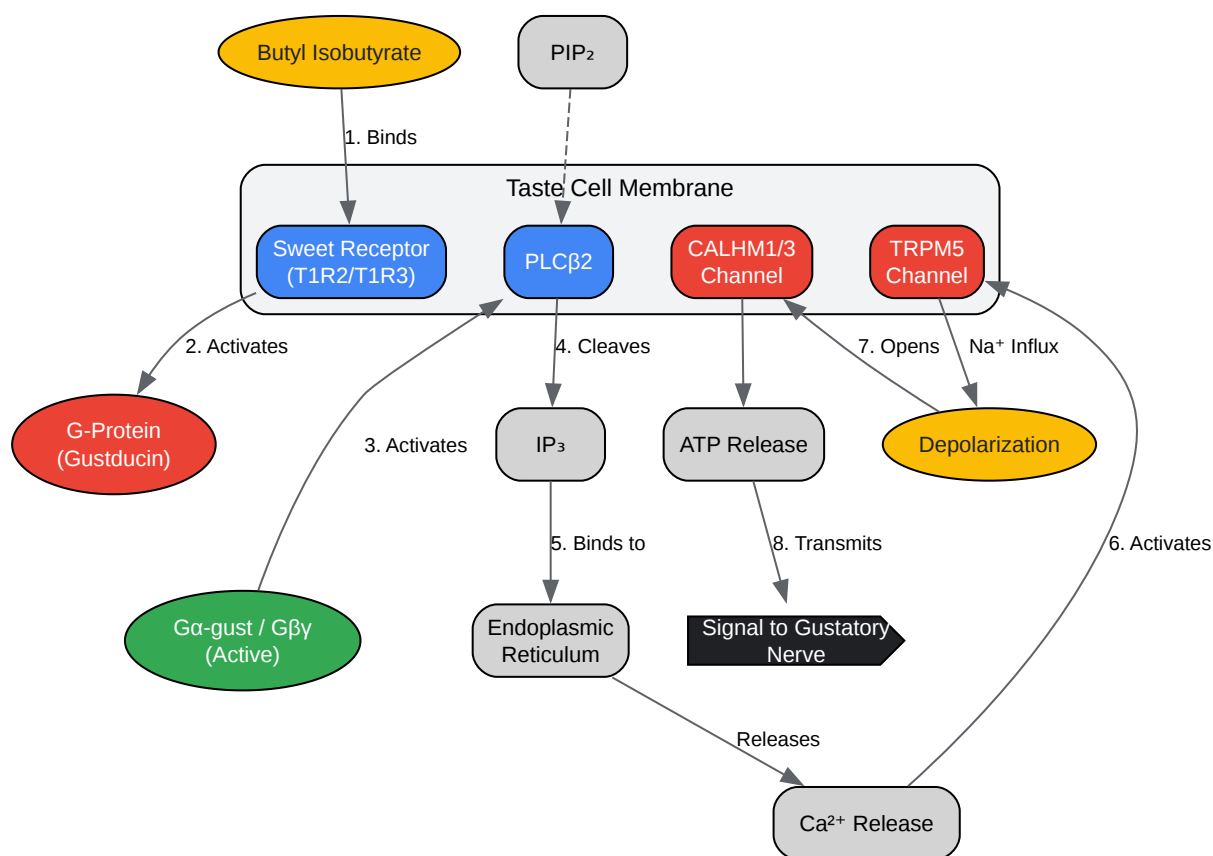 Butyl Isobutyrate
PIP₂
1. Binds
Taste Cell Membrane
Sweet Receptor
(T1R2/T1R3)
PLCβ2
CALHM1/3
Channel
TRPM5
Channel
2. Activates
4. Cleaves
7. Opens
Na⁺ Influx
G-Protein
(Gustducin)
3. Activates
IP₃
ATP Release
Depolarization
5. Binds to
8. Transmits
6. Activates
Gα-gust / Gβγ
(Active)
Endoplasmic
Reticulum
Signal to Gustatory
Nerve
Releases
Ca²⁺ Release